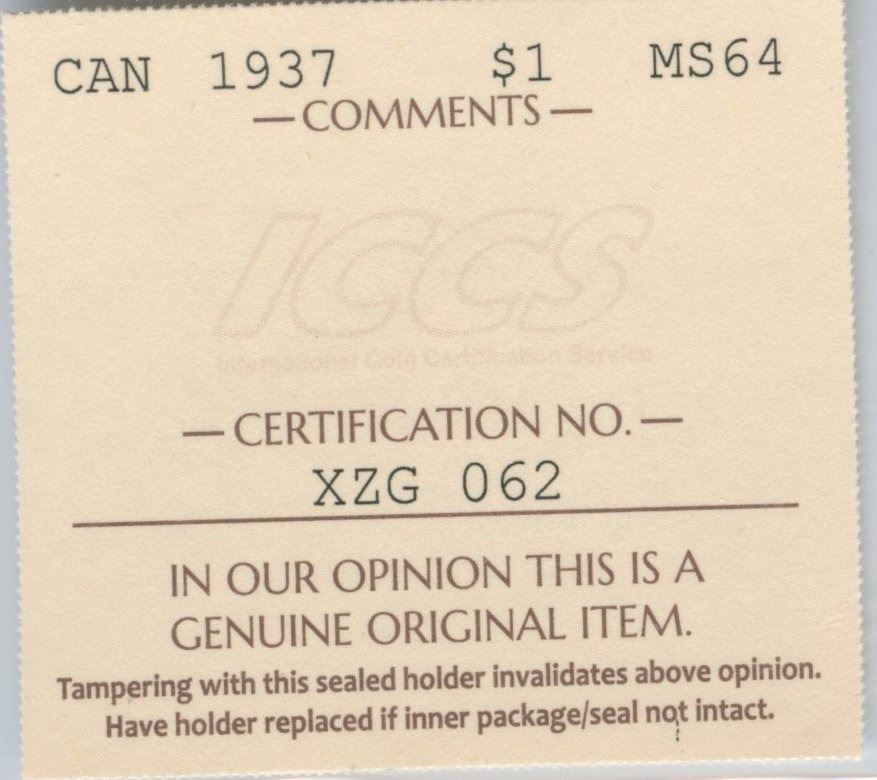 CAN 1937 $1 MS64
— COMMENTS —
ICCS
International Coin Certification Service
— CERTIFICATION NO. —
XZG 062
IN OUR OPINION THIS IS A
GENUINE ORIGINAL ITEM.
Tampering with this sealed holder invalidates above opinion.
Have holder replaced if inner package/seal not intact.